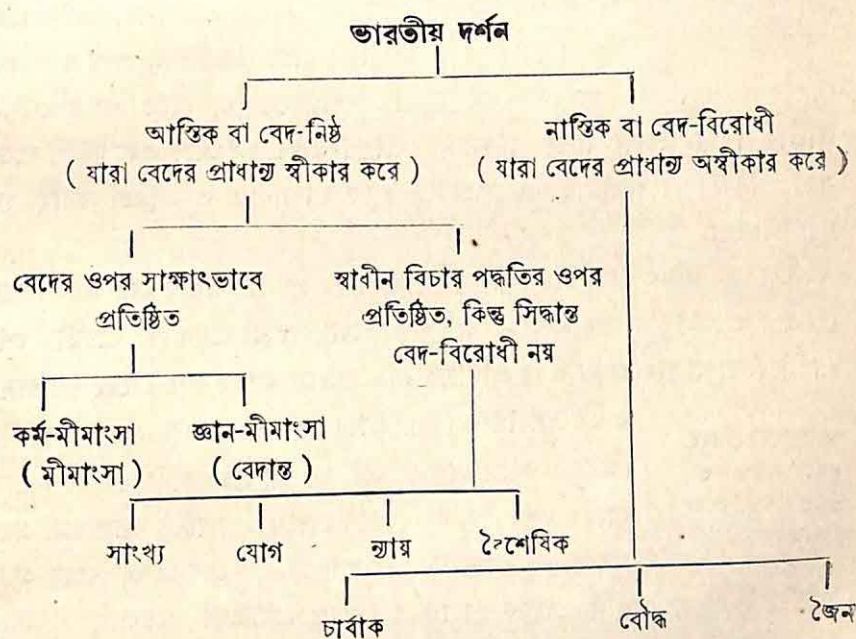 ভারতীয় দর্শন
আস্তিক বা বেদ-নিষ্ঠ
( যারা বেদের প্রাধান্য স্বীকার করে )
নাস্তিক বা বেদ-বিরোধী
( যারা বেদের প্রাধান্য অস্বীকার করে )
বেদের ওপর সাক্ষাৎভাবে
প্রতিষ্ঠিত
স্বাধীন বিচার পদ্ধতির ওপর
প্রতিষ্ঠিত, কিন্তু সিদ্ধান্ত
বেদ-বিরোধী নয়
কর্ম-মীমাংসা
( মীমাংসা )
জ্ঞান-মীমাংসা
( বেদান্ত )
সাংখ্য যোগ ন্যায় বৈশেষিক
চার্বাক বৌদ্ধ জৈন